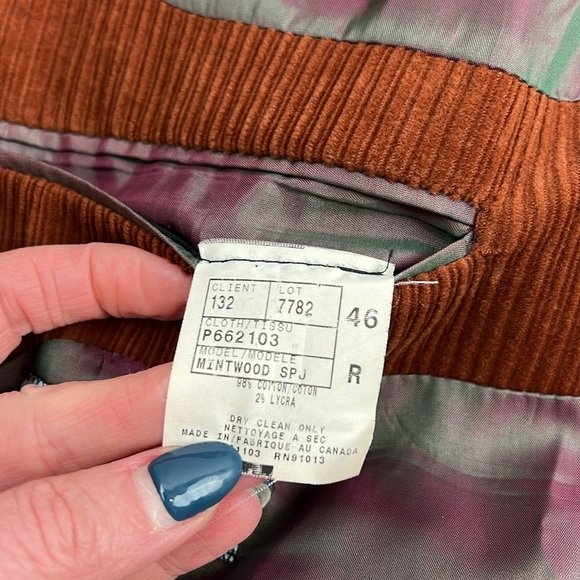 CLIENT LOT
132 7782 46
CLOTH/TISSU
P662103
MODEL/MODELE
MINTWOOD SPJ R
98% COTTON/COTON
2% LYCRA
DRY CLEAN ONLY
NETTOYAGE A SEC
MADE IN/FABRIQUE AU CANADA
1103 RN91013